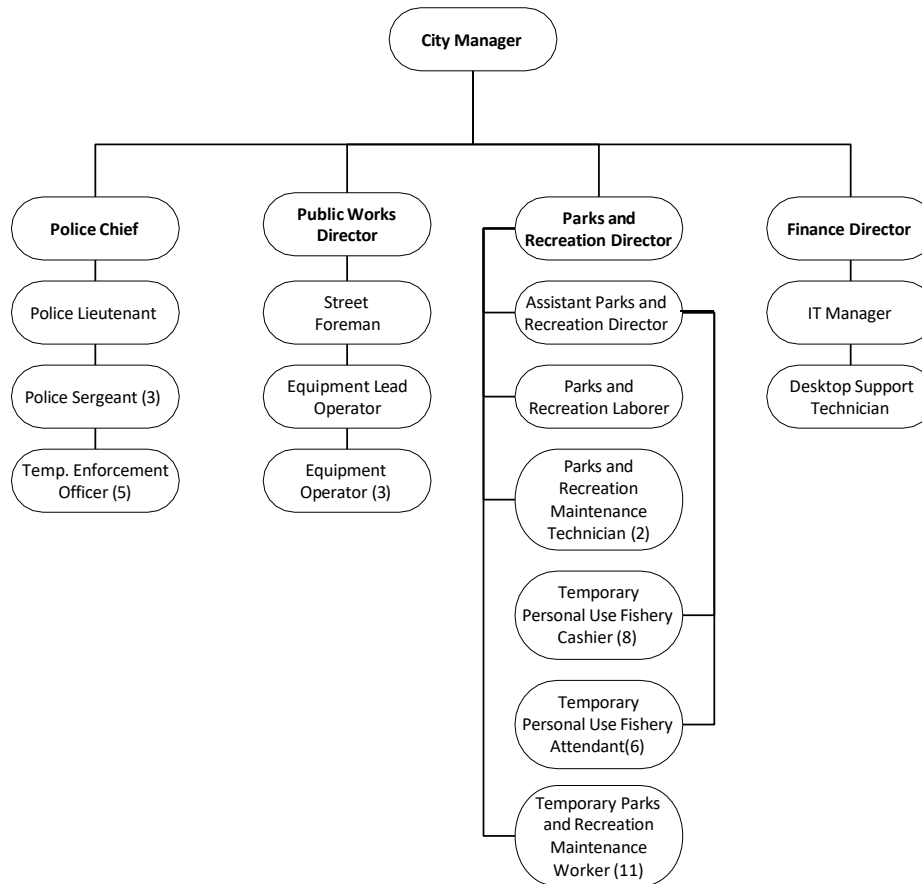 City Manager
Police Chief
Public Works
Director
Parks and
Recreation Director
Finance Director
Police Lieutenant
Street
Foreman
Assistant Parks and
Recreation Director
IT Manager
Police Sergeant (3)
Equipment Lead
Operator
Parks and
Recreation Laborer
Desktop Support
Technician
Temp. Enforcement
Officer (5)
Equipment
Operator (3)
Parks and
Recreation
Maintenance
Technician (2)
Temporary
Personal Use Fishery
Cashier (8)
Temporary
Personal Use Fishery
Attendant(6)
Temporary Parks
and Recreation
Maintenance
Worker (11)